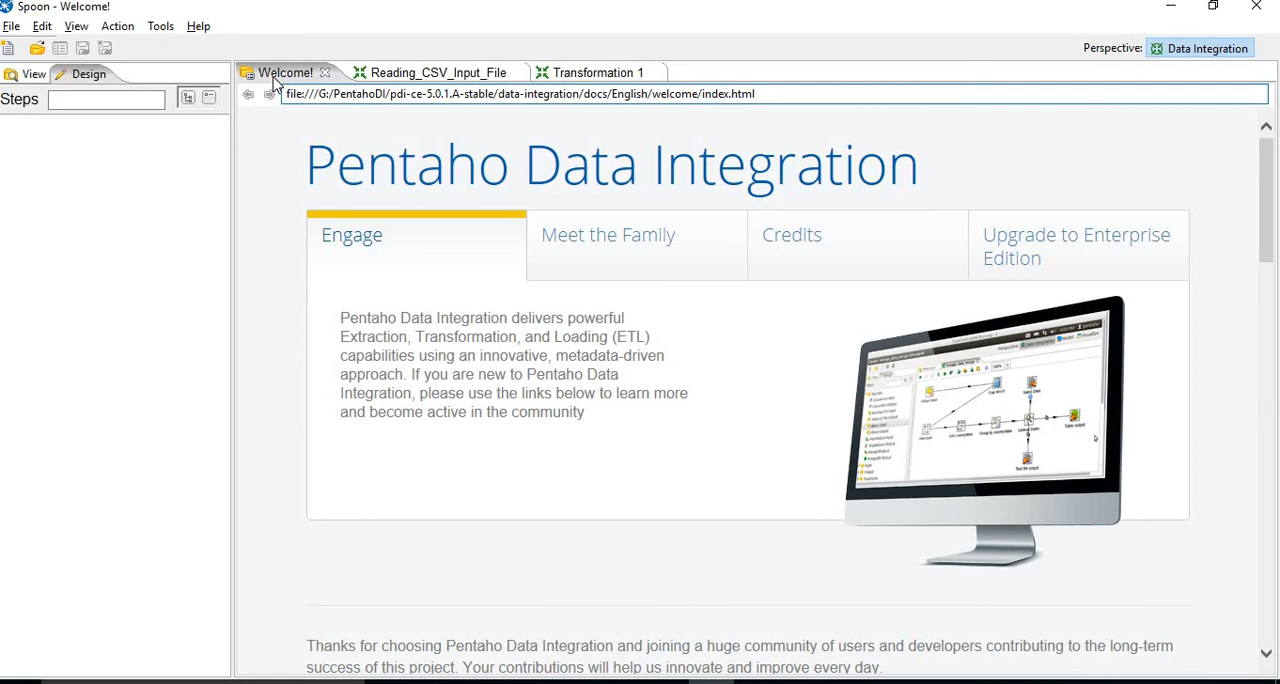 Spoon - Welcome!
File Edit View Action Tools Help
Perspective: Data Integration
View Design
Welcome! Reading_CSV_Input_File Transformation 1
Steps
file:///G:/PentahoDI/pdi-ce-5.0.1.A-stable/data-integration/docs/English/welcome/index.html
Pentaho Data Integration
Engage
Meet the Family
Credits
Upgrade to Enterprise
Edition
Pentaho Data Integration delivers powerful
Extraction, Transformation, and Loading (ETL)
capabilities using an innovative, metadata-driven
approach. If you are new to Pentaho Data
Integration, please use the links below to learn more
and become active in the community
Thanks for choosing Pentaho Data Integration and joining a huge community of users and developers contributing to the long-term
success of this project. Your contributions will help us innovate and improve every day.